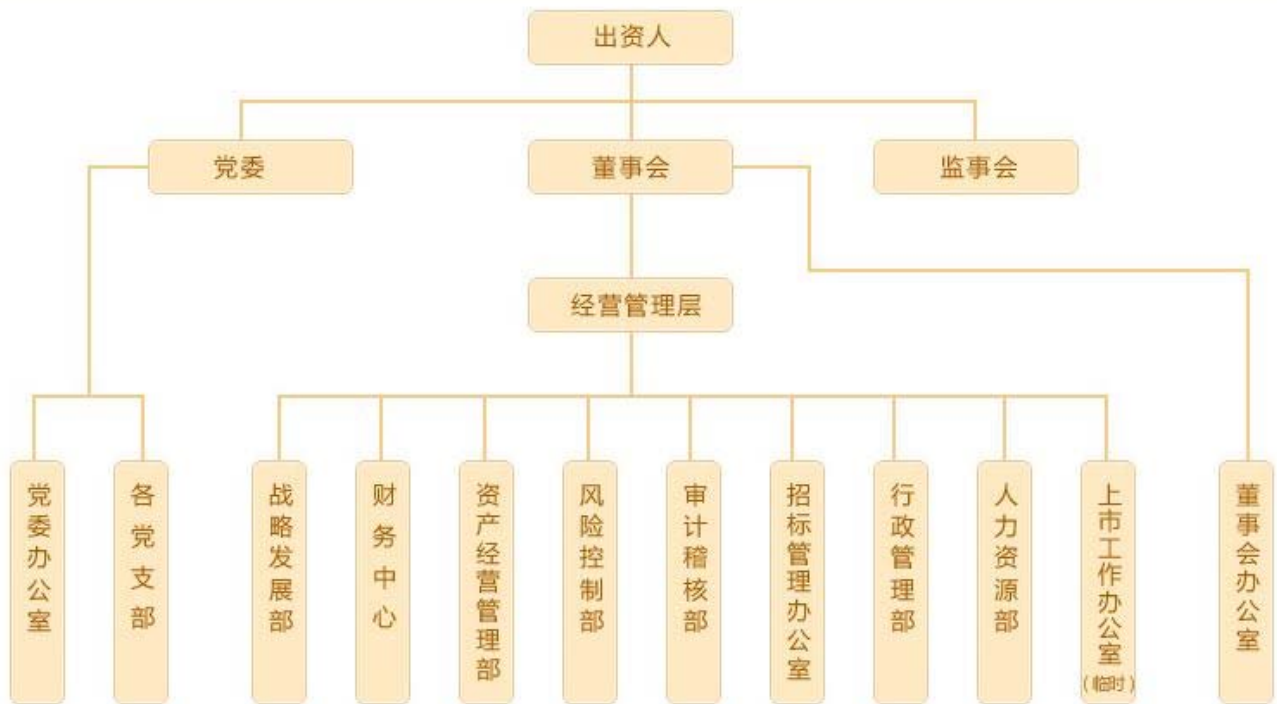 出资人
党委
董事会
监事会
经营管理层
党委办公室
各党支部
战略发展部
财务中心
资产经营管理部
风险控制部
审计稽核部
招标管理办公室
行政管理部
人力资源部
上市工作办公室
(临时)
董事会办公室